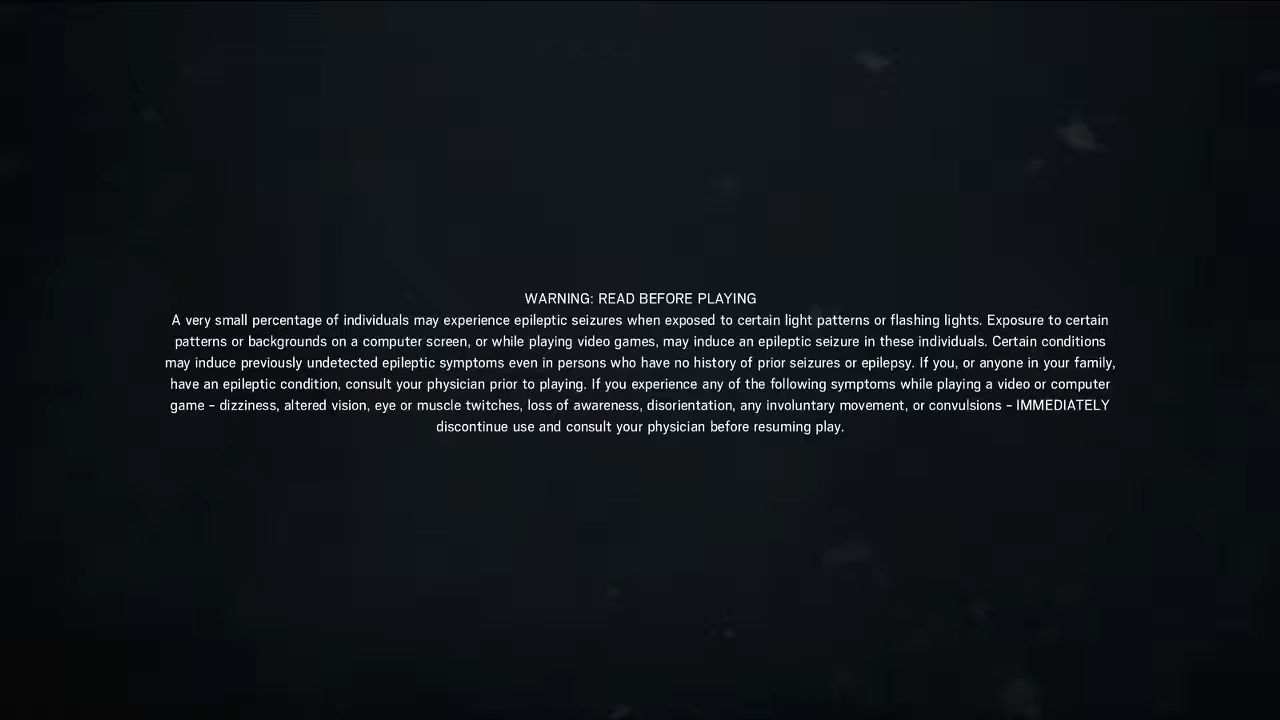 WARNING: READ BEFORE PLAYING
A very small percentage of individuals may experience epileptic seizures when exposed to certain light patterns or flashing lights. Exposure to certain
patterns or backgrounds on a computer screen, or while playing video games, may induce an epileptic seizure in these individuals. Certain conditions
may induce previously undetected epileptic symptoms even in persons who have no history of prior seizures or epilepsy. If you, or anyone in your family,
have an epileptic condition, consult your physician prior to playing. If you experience any of the following symptoms while playing a video or computer
game – dizziness, altered vision, eye or muscle twitches, loss of awareness, disorientation, any involuntary movement, or convulsions – IMMEDIATELY
discontinue use and consult your physician before resuming play.